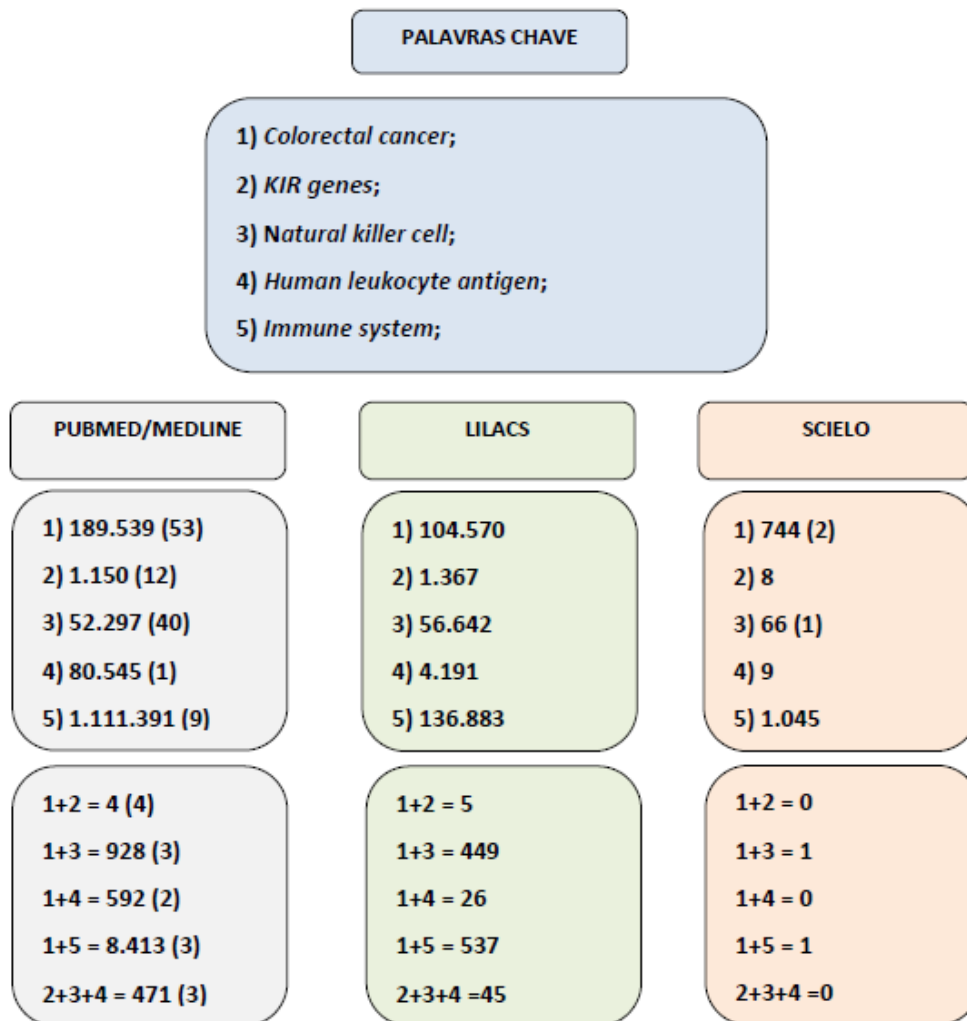 PALAVRAS CHAVE
1) Colorectal cancer;
2) KIR genes;
3) Natural killer cell;
4) Human leukocyte antigen;
5) Immune system;
PUBMED/MEDLINE
1) 189.539 (53)
2) 1.150 (12)
3) 52.297 (40)
4) 80.545 (1)
5) 1.111.391 (9)
1+2 = 4 (4)
1+3 = 928 (3)
1+4 = 592 (2)
1+5 = 8.413 (3)
2+3+4 = 471 (3)
LILACS
1) 104.570
2) 1.367
3) 56.642
4) 4.191
5) 136.883
1+2 = 5
1+3 = 449
1+4 = 26
1+5 = 537
2+3+4 =45
SCIELO
1) 744 (2)
2) 8
3) 66 (1)
4) 9
5) 1.045
1+2 = 0
1+3 = 1
1+4 = 0
1+5 = 1
2+3+4 =0